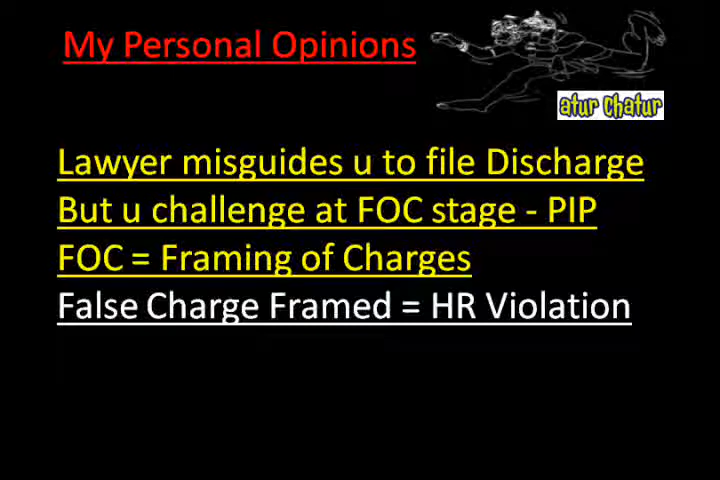 My Personal Opinions
atur chatur
Lawyer misguides u to file Discharge
But u challenge at FOC stage - PIP
FOC = Framing of Charges
False Charge Framed = HR Violation